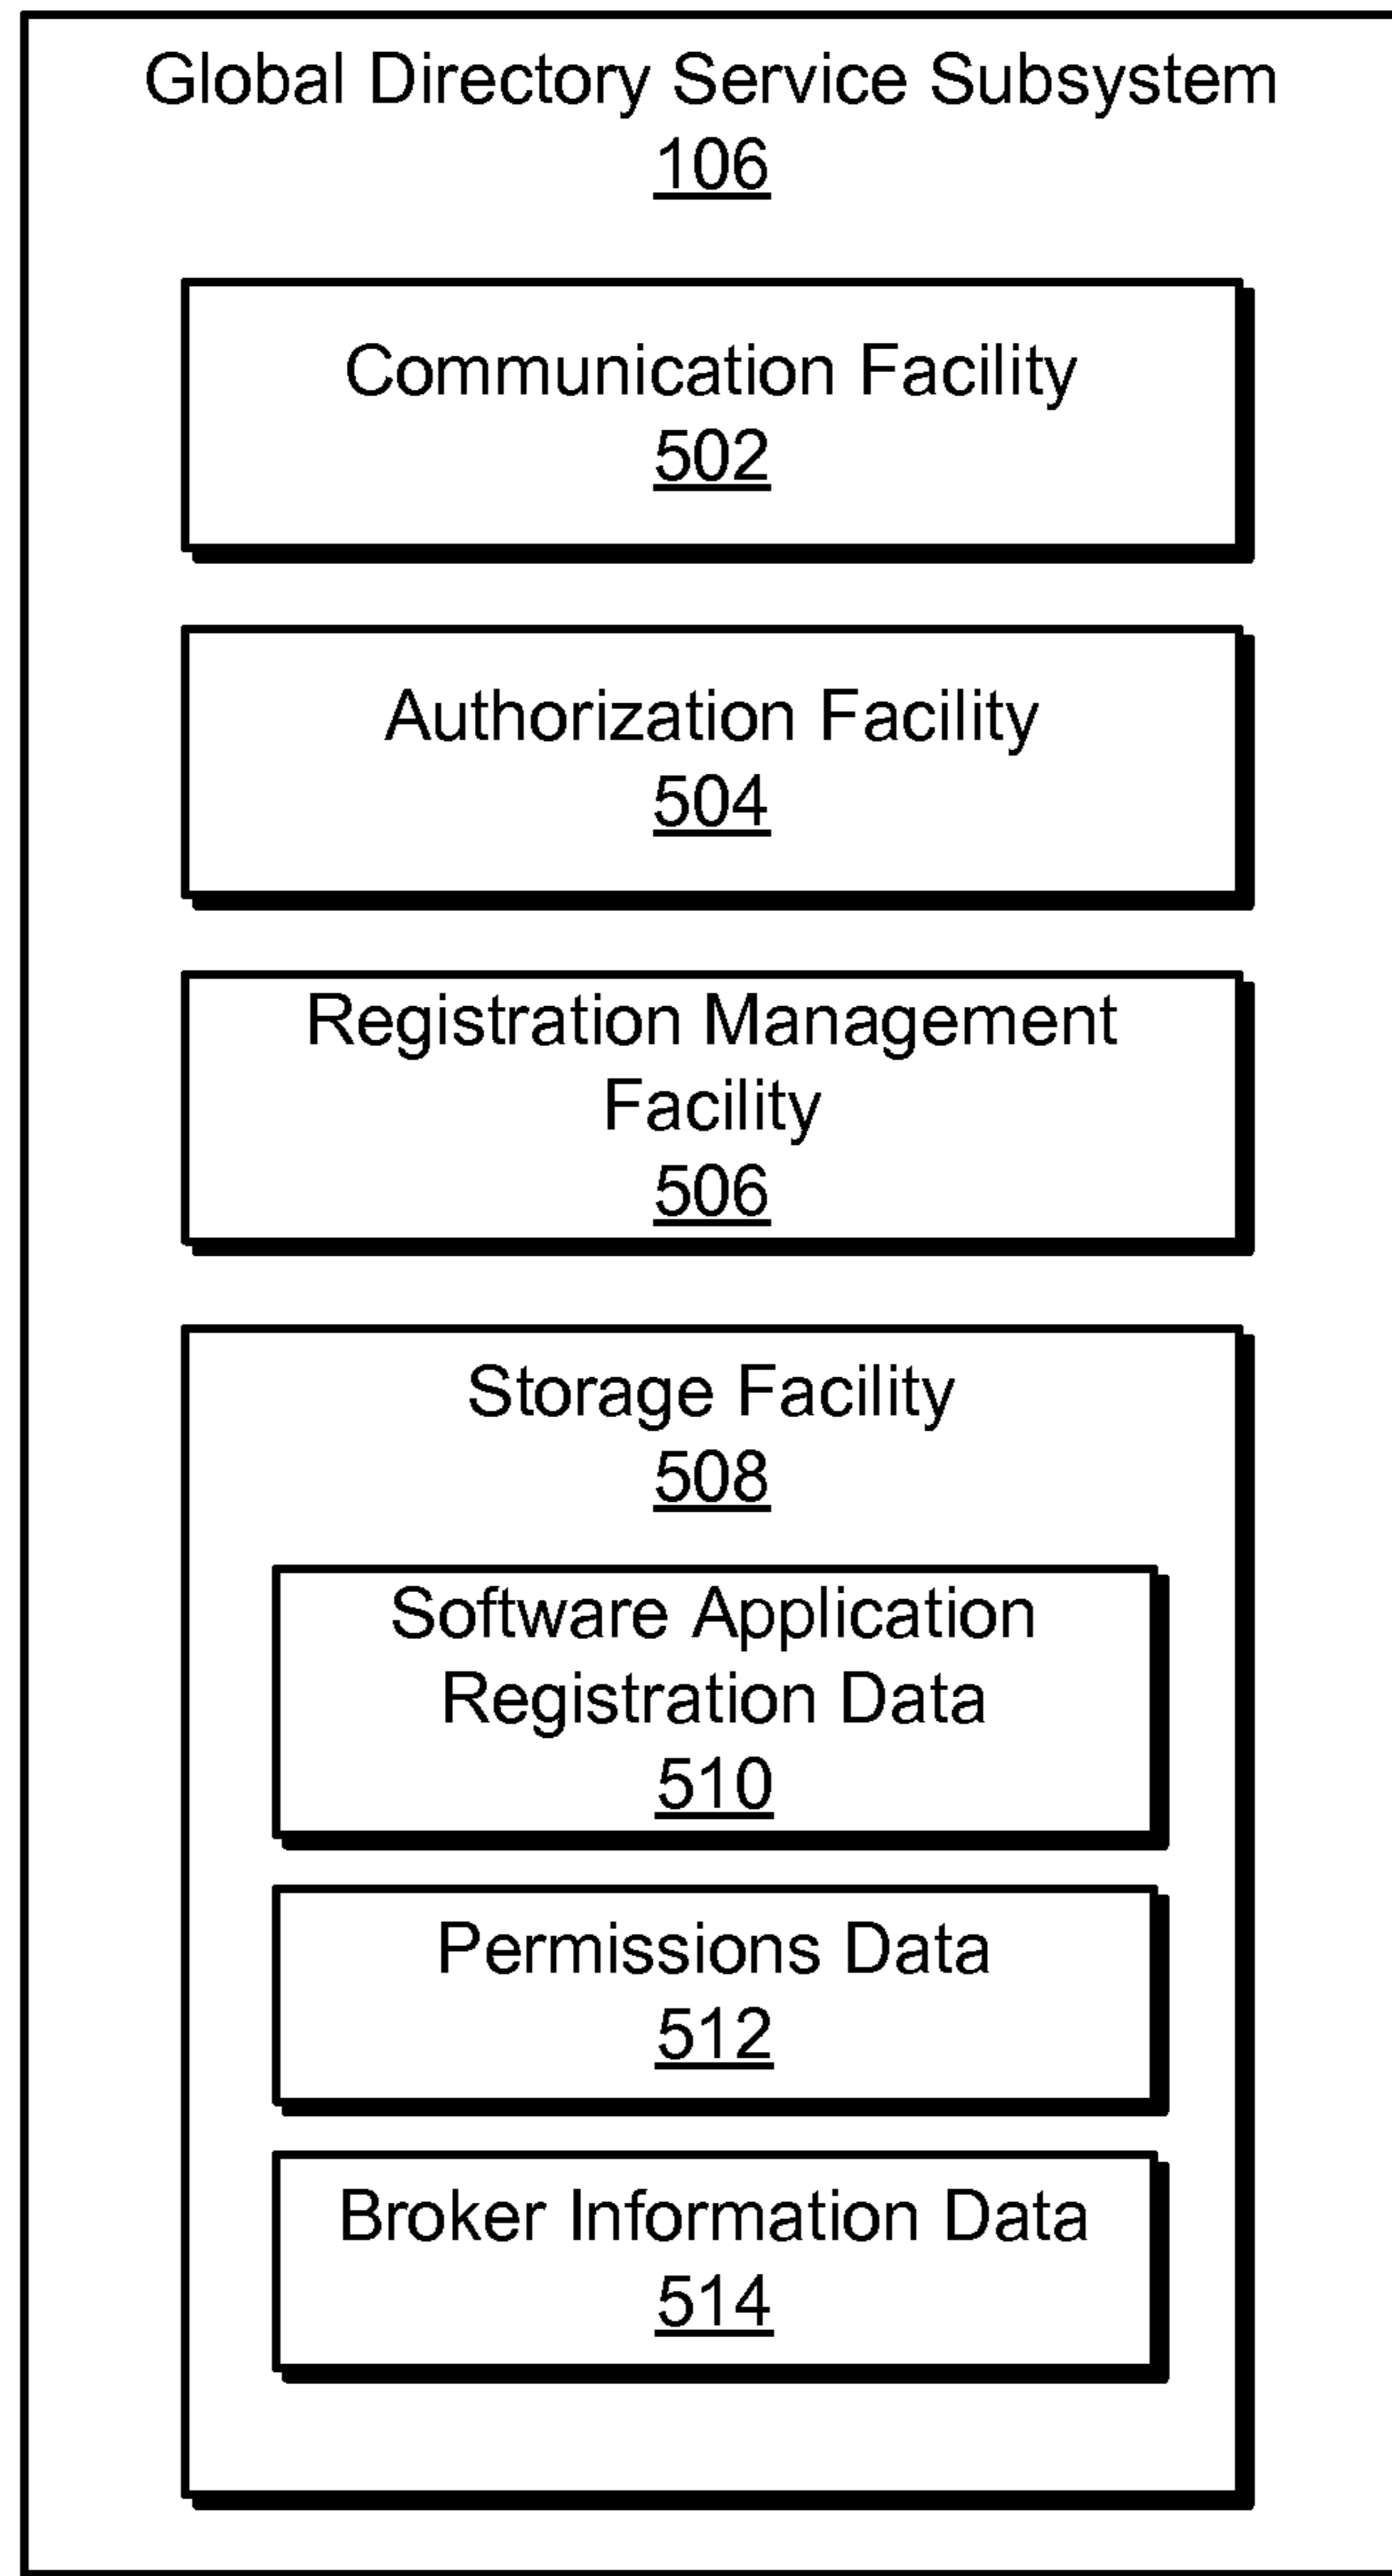 Global Directory Service Subsystem
106
Communication Facility
502
Authorization Facility
504
Registration Management
Facility
506
Storage Facility
508
Software Application
Registration Data
510
Permissions Data
512
Broker Information Data
514